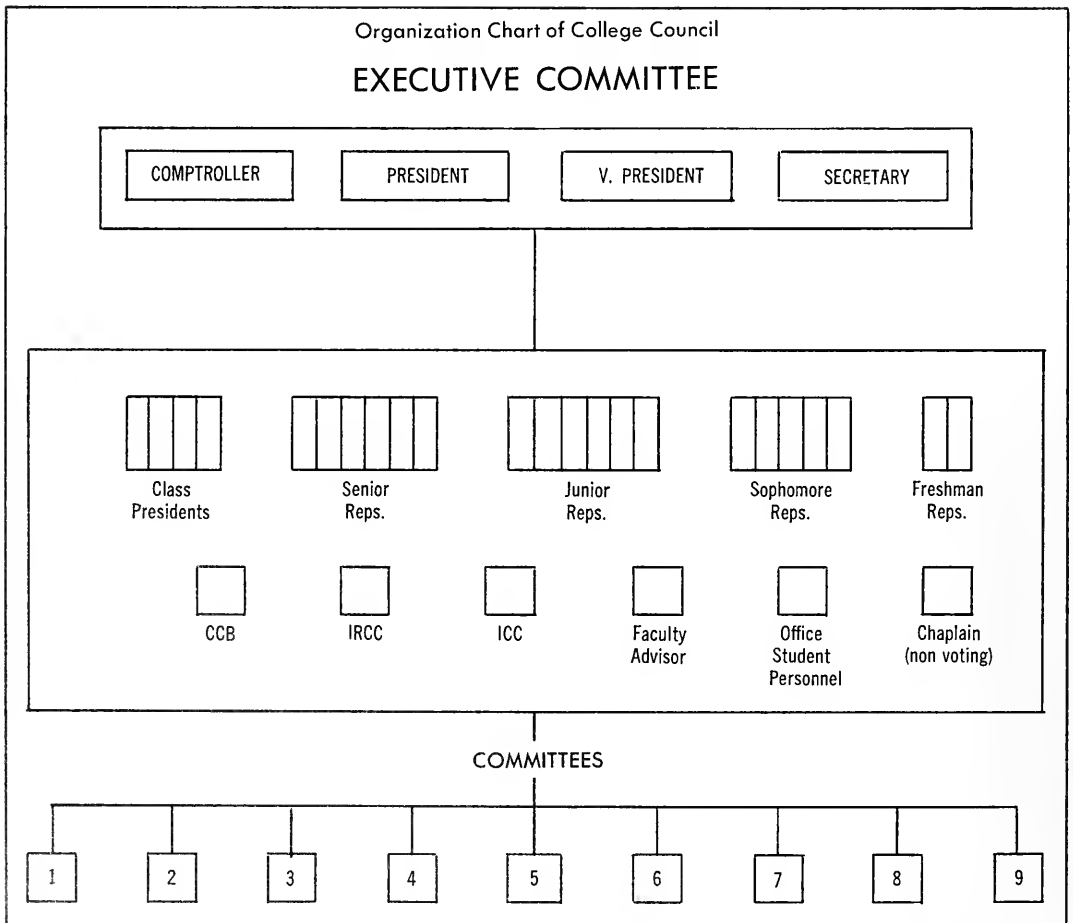 Organization Chart of College Council
EXECUTIVE COMMITTEE
COMPTROLLER
PRESIDENT
V. PRESIDENT
SECRETARY
Class
Presidents
Senior
Reps.
Junior
Reps.
Sophomore
Reps.
Freshman
Reps.
CCB
IRCC
ICC
Faculty
Advisor
Office
Student
Personnel
Chaplain
(non voting)
COMMITTEES
1
2
3
4
5
6
7
8
9